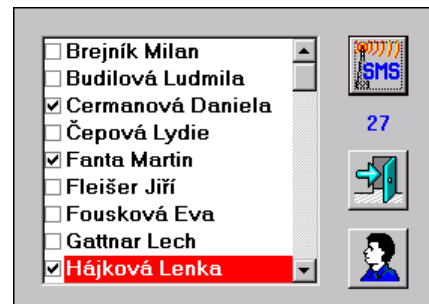 Brejník Milan
Budilová Ludmila
Cermanová Daniela
Čepová Lydie
Fanta Martin
Fleišer Jiří
Fousková Eva
Gattnar Lech
Hájková Lenka
SMS
27